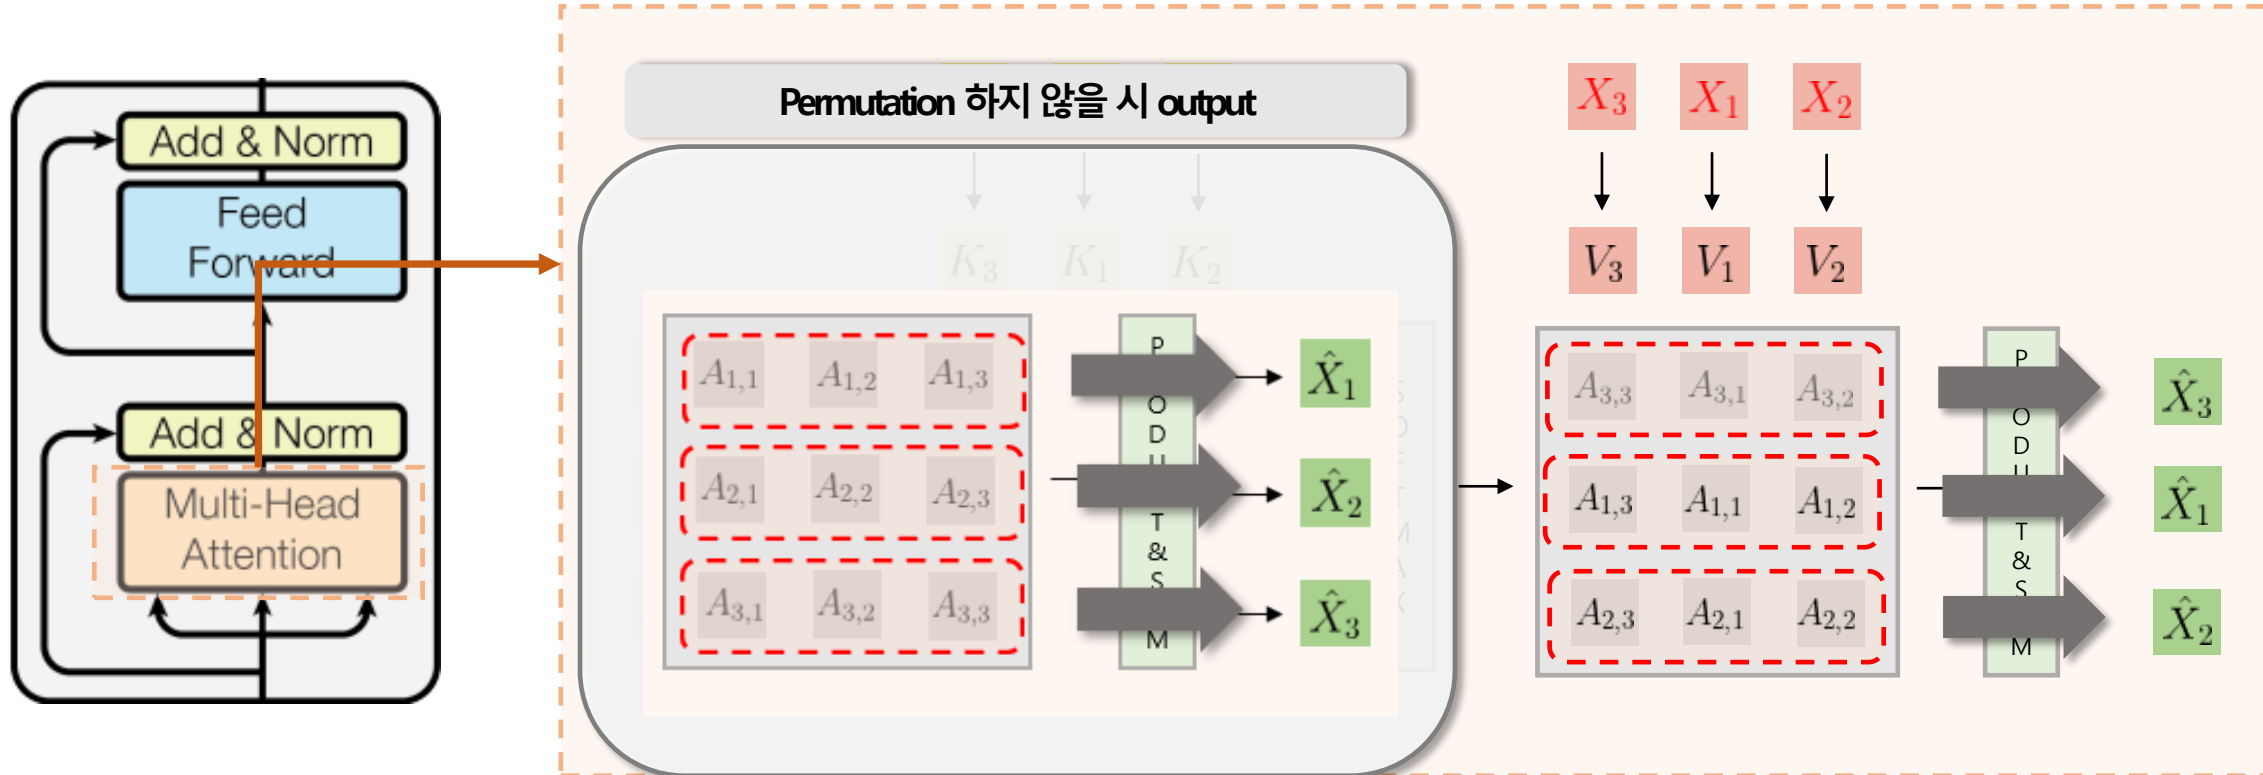 Add & Norm
Feed
Forward
Add & Norm
Multi-Head
Attention
Permutation 하지 않을 시 output
K₃ K₁ K₂
A₁,₁ A₁,₂ A₁,₃
A₂,₁ A₂,₂ A₂,₃
A₃,₁ A₃,₂ A₃,₃
P
O
D
U
T
&
S
M
X̂₁
X̂₂
X̂₃
X₃ X₁ X₂
V₃ V₁ V₂
A₃,₃ A₃,₁ A₃,₂
A₁,₃ A₁,₁ A₁,₂
A₂,₃ A₂,₁ A₂,₂
P
O
D
U
T
&
S
M
X̂₃
X̂₁
X̂₂